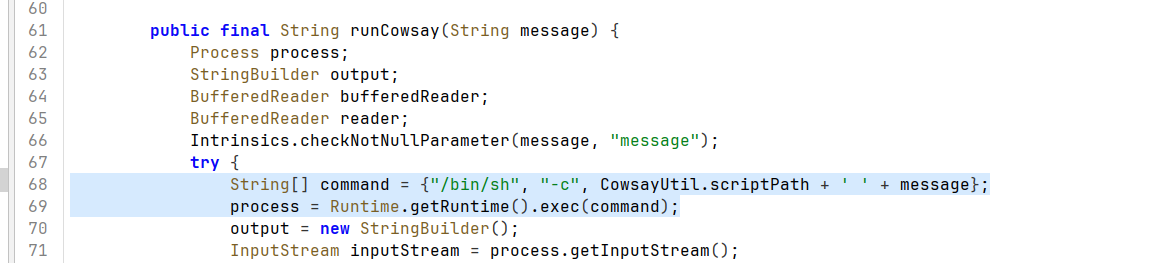 60
61 public final String runCowsay(String message) {
62 Process process;
63 StringBuilder output;
64 BufferedReader bufferedReader;
65 BufferedReader reader;
66 Intrinsics.checkNotNullParameter(message, "message");
67 try {
68 String[] command = {"/bin/sh", "-c", CowsayUtil.scriptPath + ' ' + message};
69 process = Runtime.getRuntime().exec(command);
70 output = new StringBuilder();
71 InputStream inputStream = process.getInputStream();